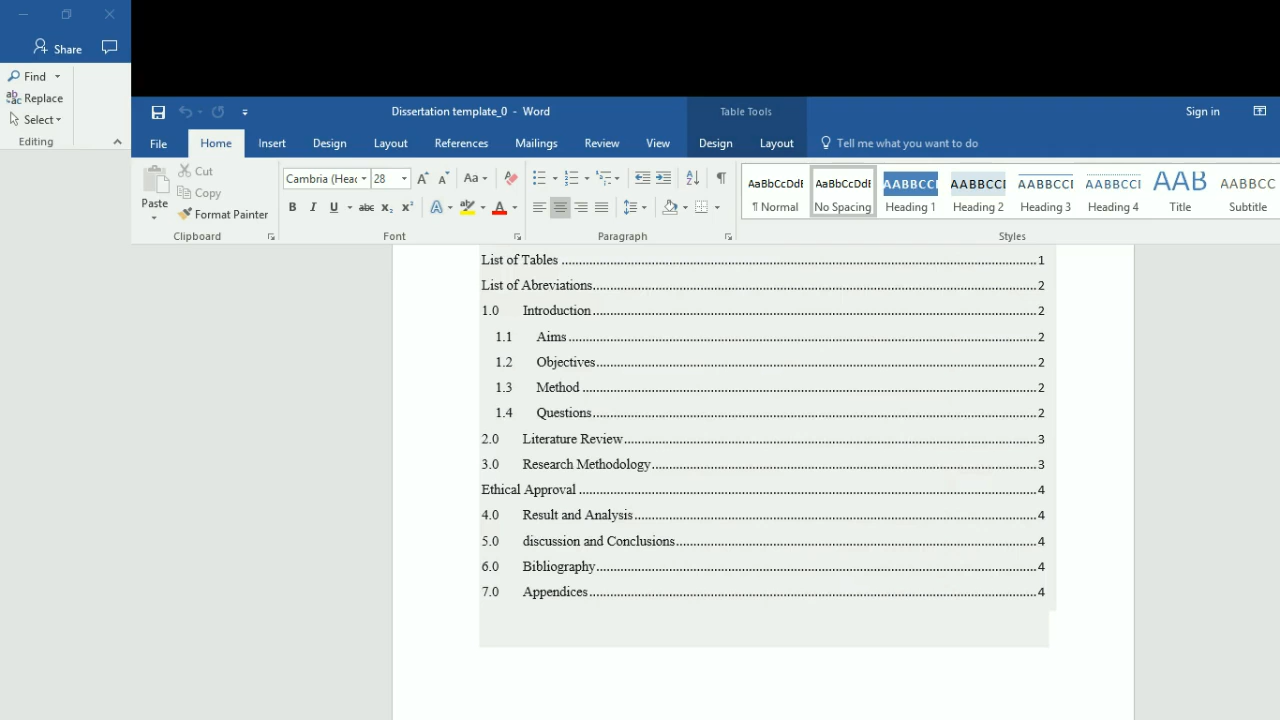 Share
Find
Replace
Select
Editing
Dissertation template_0 - Word
Table Tools
Sign in
File
Home
Insert
Design
Layout
References
Mailings
Review
View
Design
Layout
Tell me what you want to do
Paste
Cut
Copy
Format Painter
Clipboard
Cambria (Heac
28
Aa
B I U abc x₂ x²
A
Font
Paragraph
AaBbCcDdE
¶ Normal
AaBbCcDdE
No Spacing
AABBCCI
Heading 1
AABBCCI
Heading 2
AABBCCI
Heading 3
AABBCCI
Heading 4
AAB
Title
AABBCC
Subtitle
Styles
List of Tables ........ 1
List of Abreviations ........ 2
1.0 Introduction ........ 2
1.1 Aims ........ 2
1.2 Objectives ........ 2
1.3 Method ........ 2
1.4 Questions ........ 2
2.0 Literature Review ........ 3
3.0 Research Methodology ........ 3
Ethical Approval ........ 4
4.0 Result and Analysis ........ 4
5.0 discussion and Conclusions ........ 4
6.0 Bibliography ........ 4
7.0 Appendices ........ 4